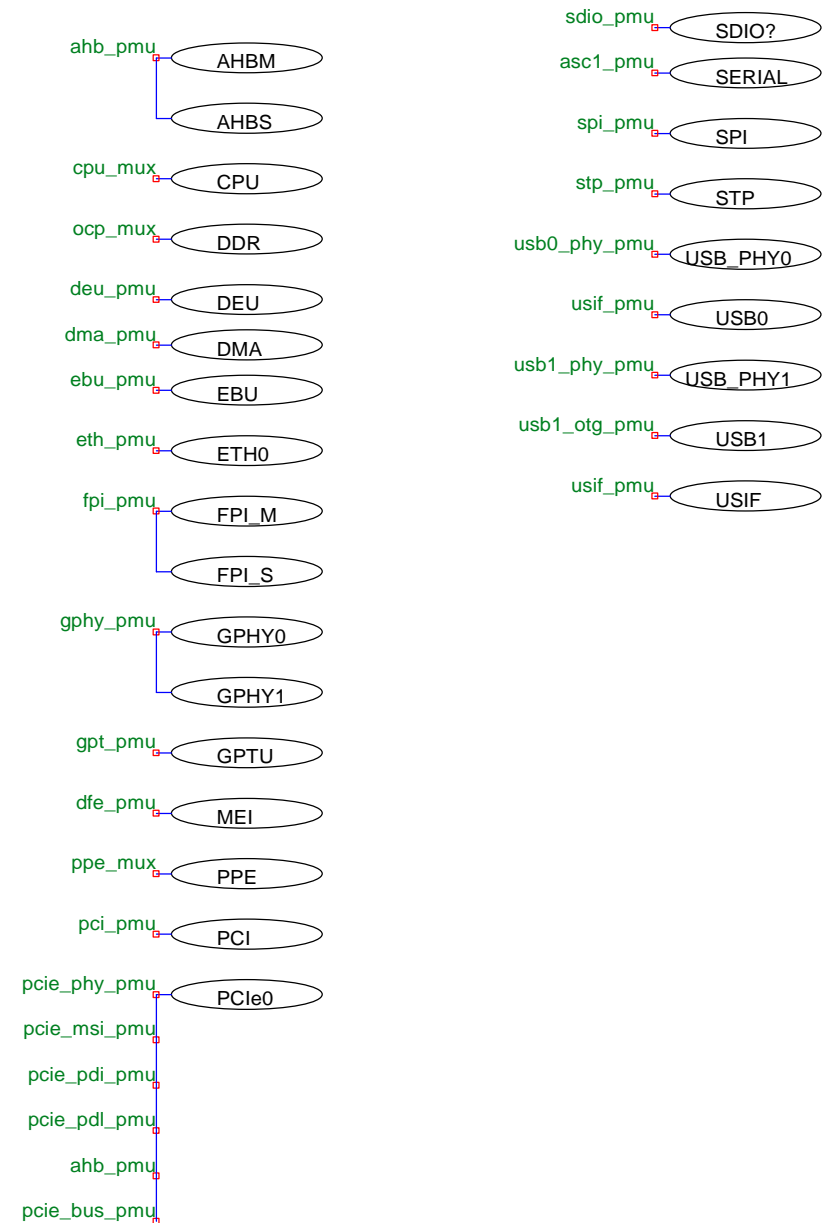 ahb_pmu AHBM
AHBS
cpu_mux CPU
ocp_mux DDR
deu_pmu DEU
dma_pmu DMA
ebu_pmu EBU
eth_pmu ETH0
fpi_pmu FPI_M
FPI_S
gphy_pmu GPHY0
GPHY1
gpt_pmu GPTU
dfe_pmu MEI
ppe_mux PPE
pci_pmu PCI
pcie_phy_pmu PCIe0
pcie_msi_pmu
pcie_pdi_pmu
pcie_pdl_pmu
ahb_pmu
pcie_bus_pmu
sdio_pmu SDIO?
asc1_pmu SERIAL
spi_pmu SPI
stp_pmu STP
usb0_phy_pmu USB_PHY0
usif_pmu USB0
usb1_phy_pmu USB_PHY1
usb1_otg_pmu USB1
usif_pmu USIF